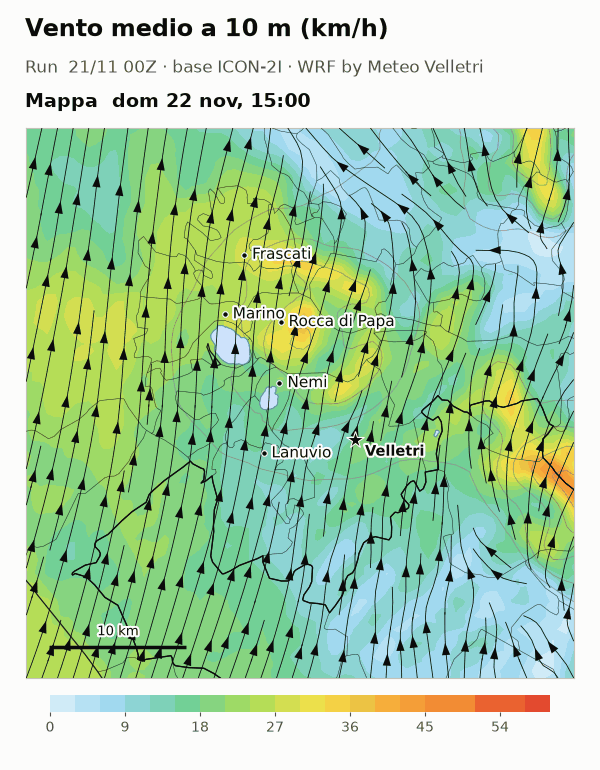 Vento medio a 10 m (km/h)
Run  21/11 00Z · base ICON-2I · WRF by Meteo Velletri
Mappa  dom 22 nov, 15:00
Frascati
Marino
Rocca di Papa
Nemi
Velletri
Lanuvio
10 km
0 9 18 27 36 45 54